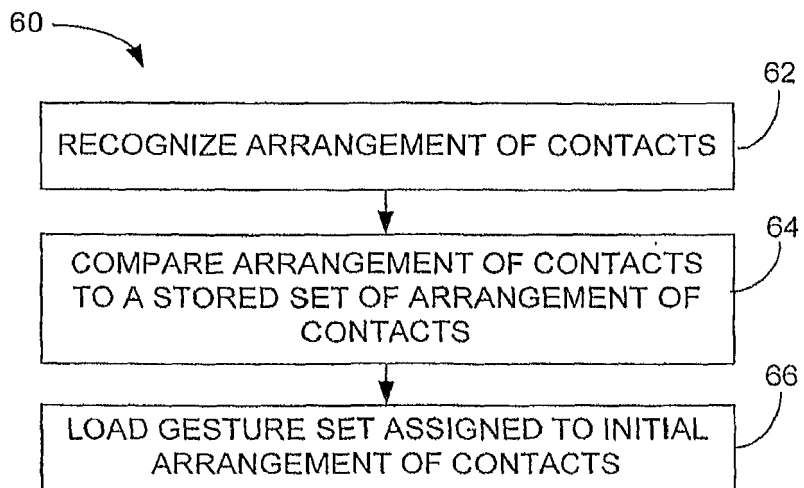 60
62
RECOGNIZE ARRANGEMENT OF CONTACTS
64
COMPARE ARRANGEMENT OF CONTACTS
TO A STORED SET OF ARRANGEMENT OF
CONTACTS
66
LOAD GESTURE SET ASSIGNED TO INITIAL
ARRANGEMENT OF CONTACTS